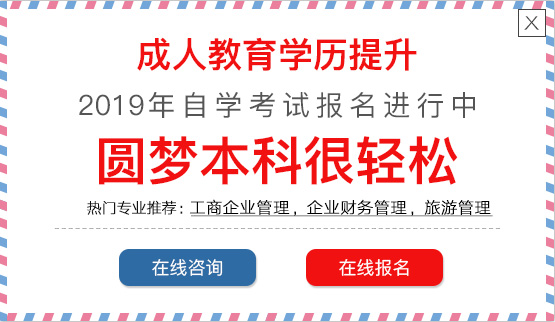 X
成人教育学历提升
2019年自学考试报名进行中
圆梦本科很轻松
热门专业推荐：工商企业管理，企业财务管理，旅游管理
在线咨询
在线报名